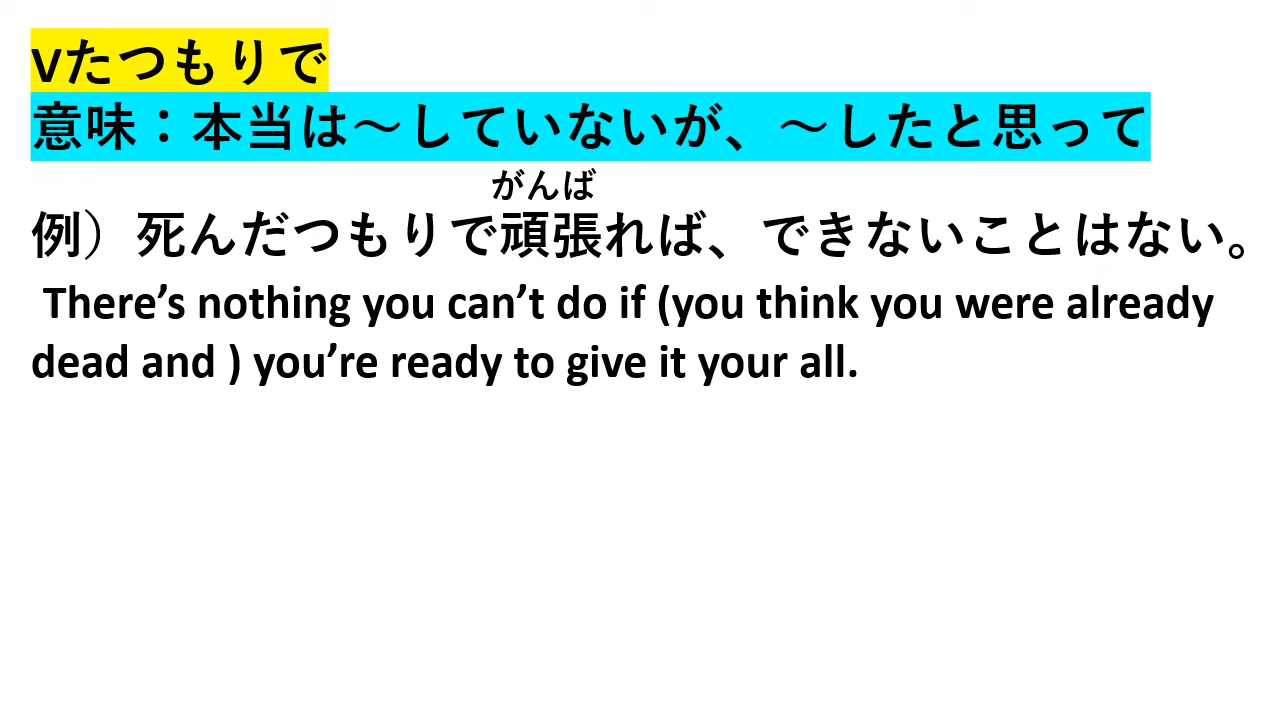 Vたつもりで
意味：本当は～していないが、～したと思って
がんば
例）死んだつもりで頑張れば、できないことはない。
There’s nothing you can’t do if (you think you were already
dead and ) you’re ready to give it your all.